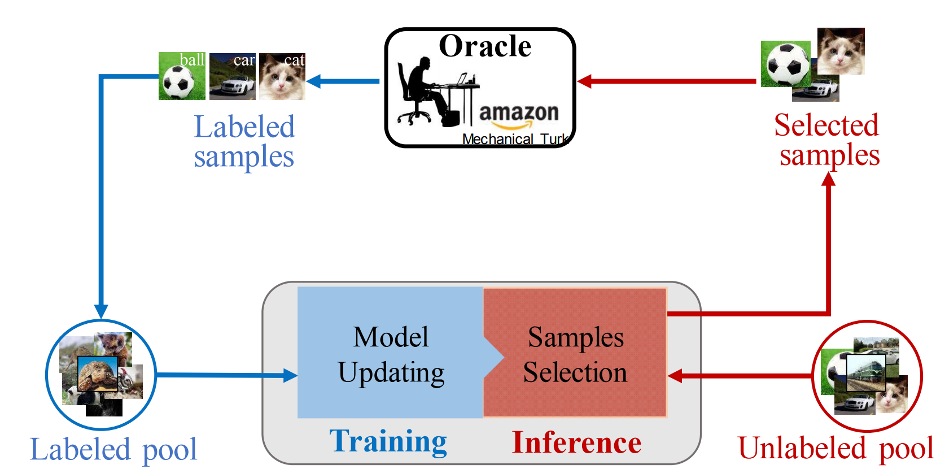 Oracle
ball car cat
amazon
Mechanical Turk
Labeled
samples
Selected
samples
Model
Updating
Samples
Selection
Labeled pool
Training
Inference
Unlabeled pool